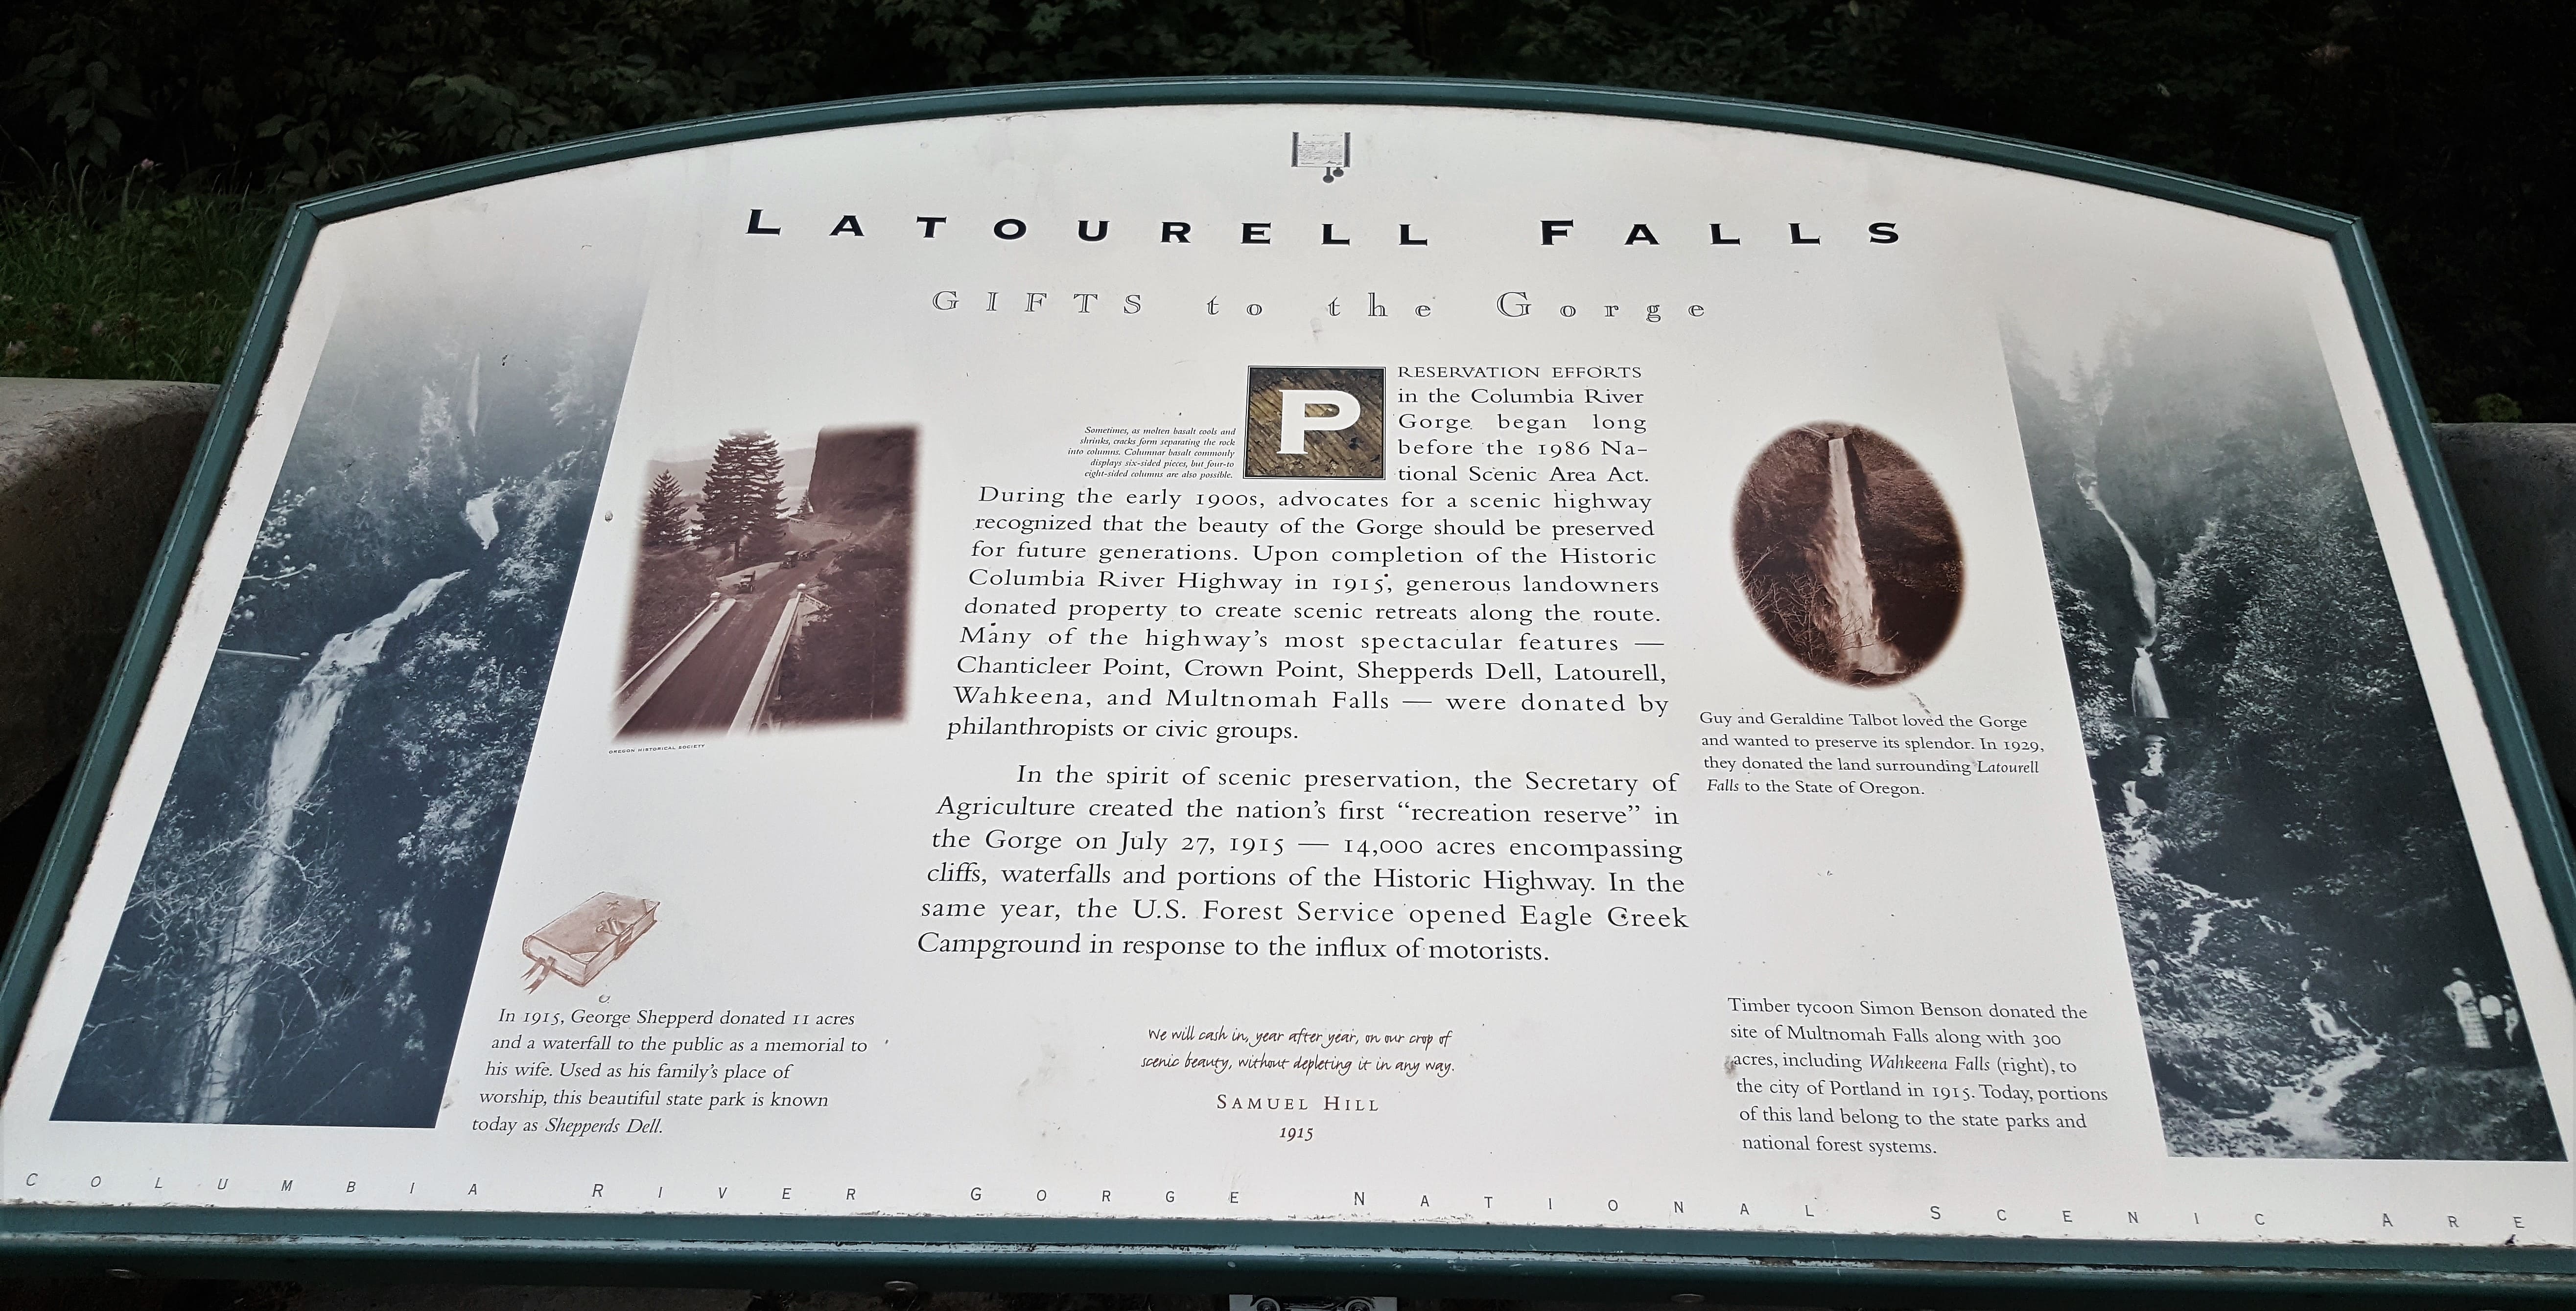 LATOURELL FALLS
GIFTS to the Gorge
Sometimes, as molten basalt cools and
shrinks, cracks form separating the rock
into columns. Columnar basalt commonly
displays six-sided pieces, but four-to
eight-sided columns are also possible.
PRESERVATION EFFORTS
in the Columbia River
Gorge began long
before the 1986 Na-
tional Scenic Area Act.
During the early 1900s, advocates for a scenic highway
recognized that the beauty of the Gorge should be preserved
for future generations. Upon completion of the Historic
Columbia River Highway in 1915, generous landowners
donated property to create scenic retreats along the route.
Many of the highway's most spectacular features —
Chanticleer Point, Crown Point, Shepperds Dell, Latourell,
Wahkeena, and Multnomah Falls — were donated by
philanthropists or civic groups.
In the spirit of scenic preservation, the Secretary of
Agriculture created the nation's first “recreation reserve” in
the Gorge on July 27, 1915 — 14,000 acres encompassing
cliffs, waterfalls and portions of the Historic Highway. In the
same year, the U.S. Forest Service opened Eagle Creek
Campground in response to the influx of motorists.
OREGON HISTORICAL SOCIETY
In 1915, George Shepperd donated 11 acres
and a waterfall to the public as a memorial to
his wife. Used as his family's place of
worship, this beautiful state park is known
today as Shepperds Dell.
We will cash in, year after year, on our crop of
scenic beauty, without depleting it in any way.
SAMUEL HILL
1915
Guy and Geraldine Talbot loved the Gorge
and wanted to preserve its splendor. In 1929,
they donated the land surrounding Latourell
Falls to the State of Oregon.
Timber tycoon Simon Benson donated the
site of Multnomah Falls along with 300
acres, including Wahkeena Falls (right), to
the city of Portland in 1915. Today, portions
of this land belong to the state parks and
national forest systems.
COLUMBIA RIVER GORGE NATIONAL SCENIC ARE